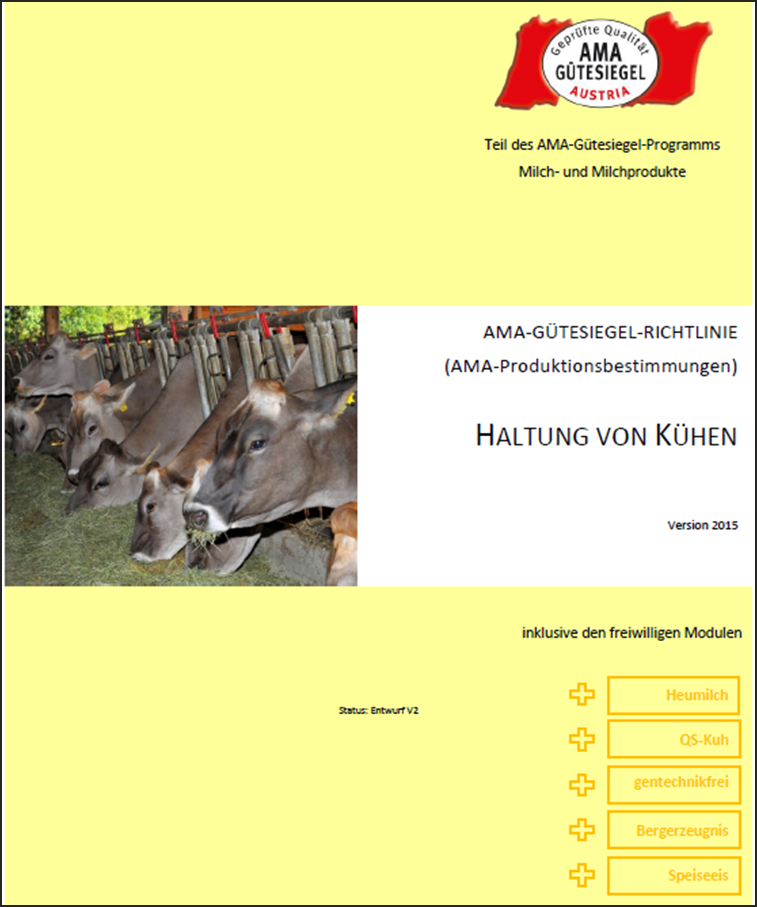 Geprüfte Qualität
AMA
GÜTESIEGEL
AUSTRIA
Teil des AMA-Gütesiegel-Programms
Milch- und Milchprodukte
AMA-GÜTESIEGEL-RICHTLINIE
(AMA-Produktionsbestimmungen)
HALTUNG VON KÜHEN
Version 2015
inklusive den freiwilligen Modulen
Heumilch
Status: Entwurf V2
QS-Kuh
gentechnikfrei
Bergerzeugnis
Speiseeis